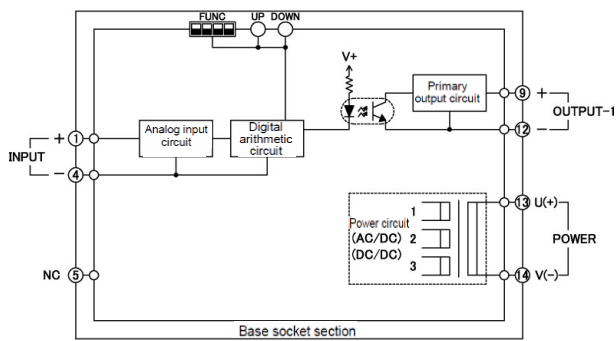 FUNC UP DOWN
V+
Primary
output circuit
9 +
OUTPUT-1
12 −
Analog input
circuit
Digital
arithmetic
circuit
+ 1
INPUT
− 4
1
Power circuit
(AC/DC) 2
(DC/DC)
3
13 U(+)
POWER
14 V(−)
NC 5
Base socket section